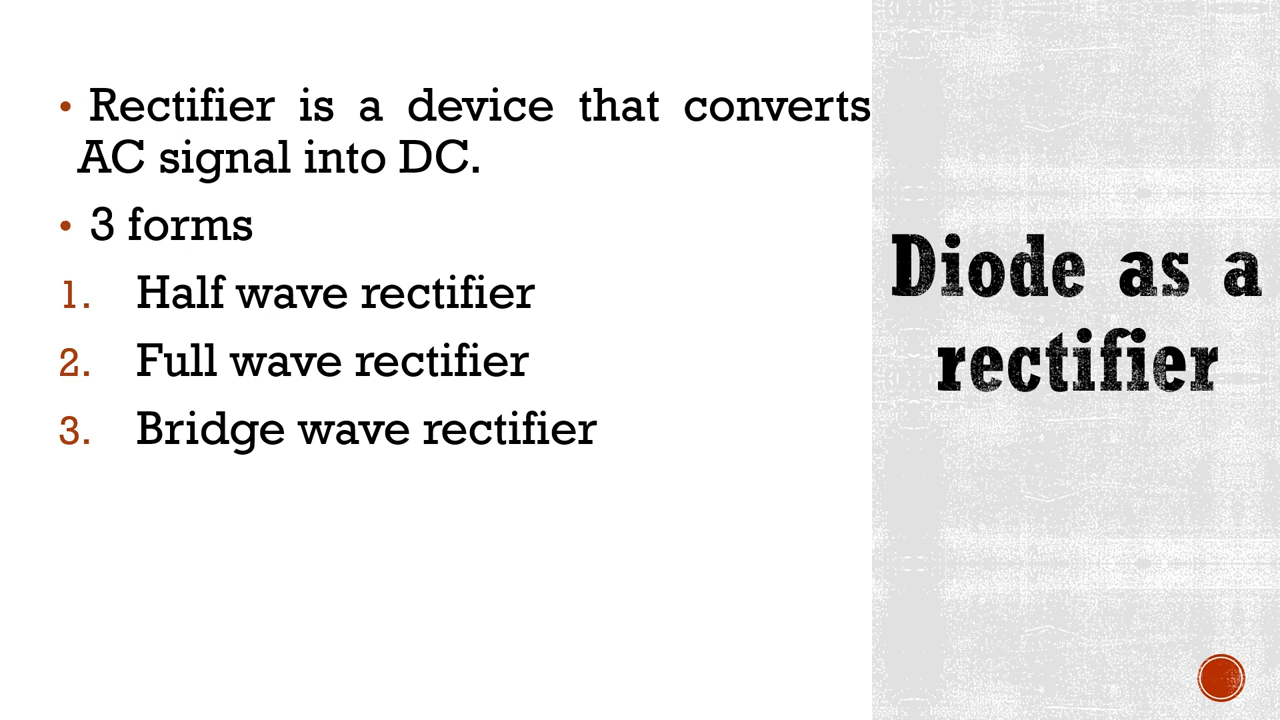 • Rectifier is a device that converts
AC signal into DC.
• 3 forms
1. Half wave rectifier
2. Full wave rectifier
3. Bridge wave rectifier
Diode as a
rectifier